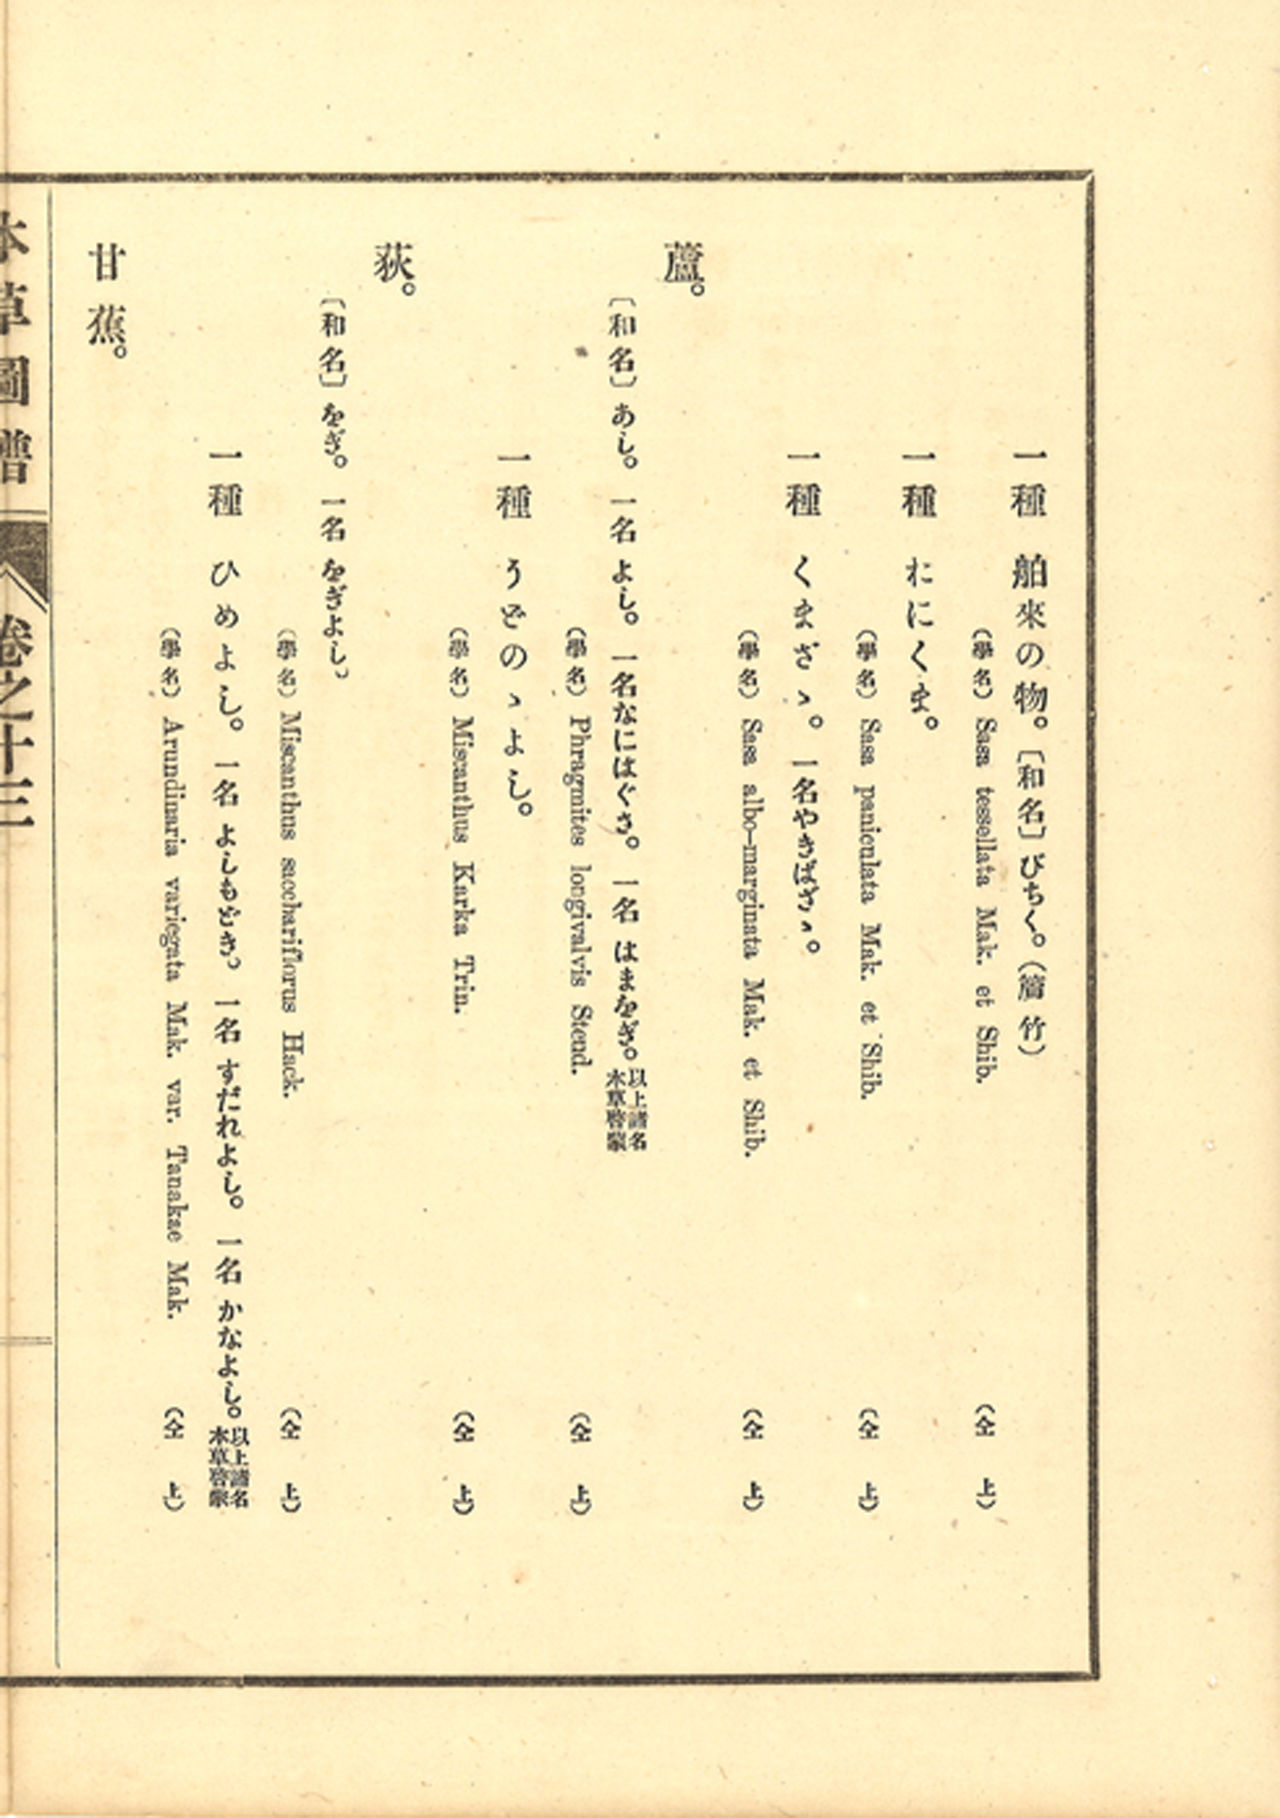 一種 舶來の物。〔和名〕びちく。（篃竹）
（學名） Sasa tessellata Mak. et Shib. （仝上）
一種 おにくま。
（學名） Sasa paniculata Mak. et Shib. （仝上）
一種 くまざゝ。一名やきばざゝ。
（學名） Sasa albo-marginata Mak. et Shib. （仝上）
蘆。
〔和名〕あし。一名 よし。一名なにはぐさ。一名 はまをぎ。以上諸名本草啓蒙
（學名） Phragmites longivalvis Steud. （仝上）
一種 うどのゝよし。
（學名） Miscanthus Karka Trin. （仝上）
荻。
〔和名〕をぎ。一名 をぎよし。
（學名） Miscanthus sacchariflorus Hack. （仝上）
一種 ひめよし。一名 よしもどき。一名 すだれよし。一名 かなよし。以上諸名本草啓蒙
（學名） Arundinaria variegata Mak. var. Tanakae Mak. （仝上）
甘蕉。
本草圖譜 卷之十三